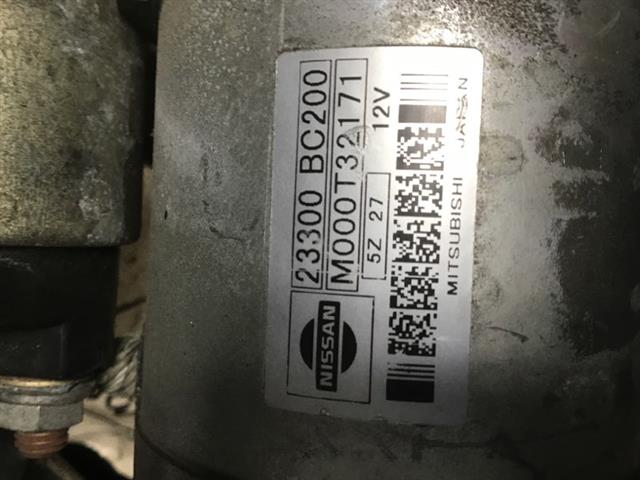 NISSAN
23300 BC200
M000T32171
5Z 27
12V
MITSUBISHI JAPAN